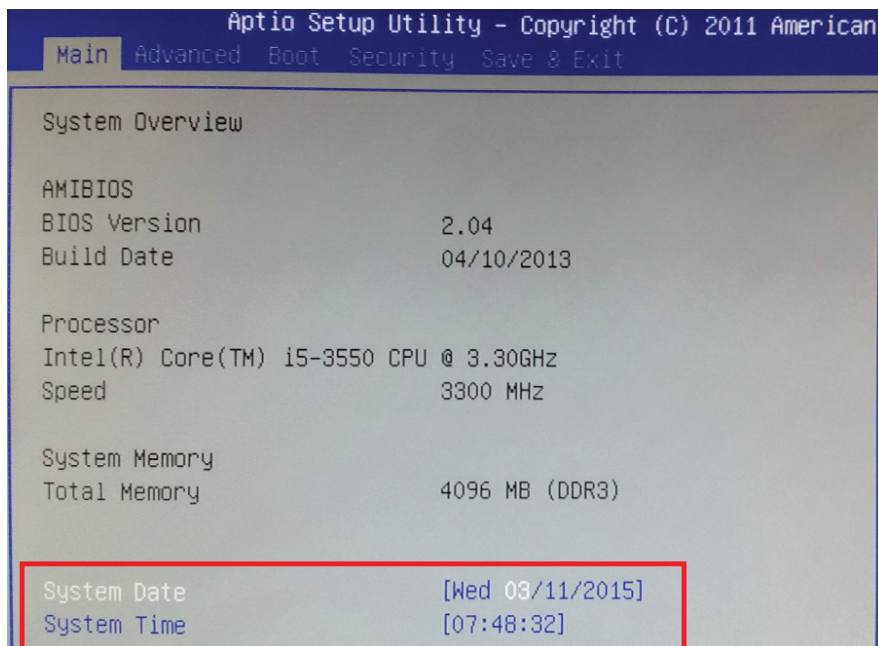 Aptio Setup Utility – Copyright (C) 2011 American
Main Advanced Boot Security Save & Exit
System Overview
AMIBIOS
BIOS Version 2.04
Build Date 04/10/2013
Processor
Intel(R) Core(TM) i5-3550 CPU @ 3.30GHz
Speed 3300 MHz
System Memory
Total Memory 4096 MB (DDR3)
System Date [Wed 03/11/2015]
System Time [07:48:32]